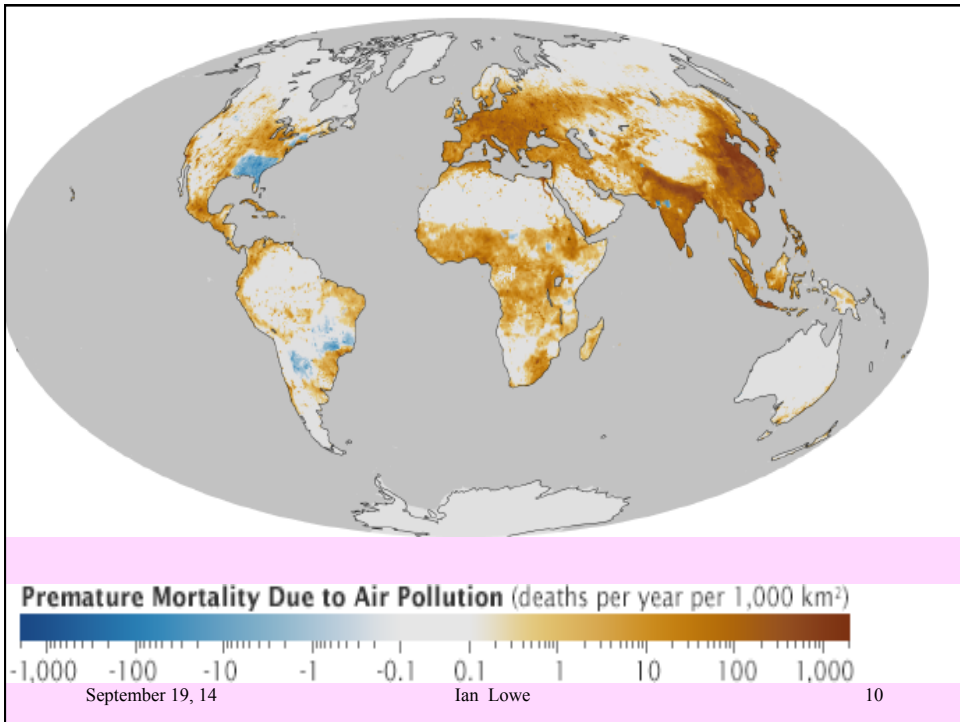 Premature Mortality Due to Air Pollution (deaths per year per 1,000 km²)
-1,000 -100 -10 -1 -0.1 0.1 1 10 100 1,000
September 19, 14 Ian Lowe 10